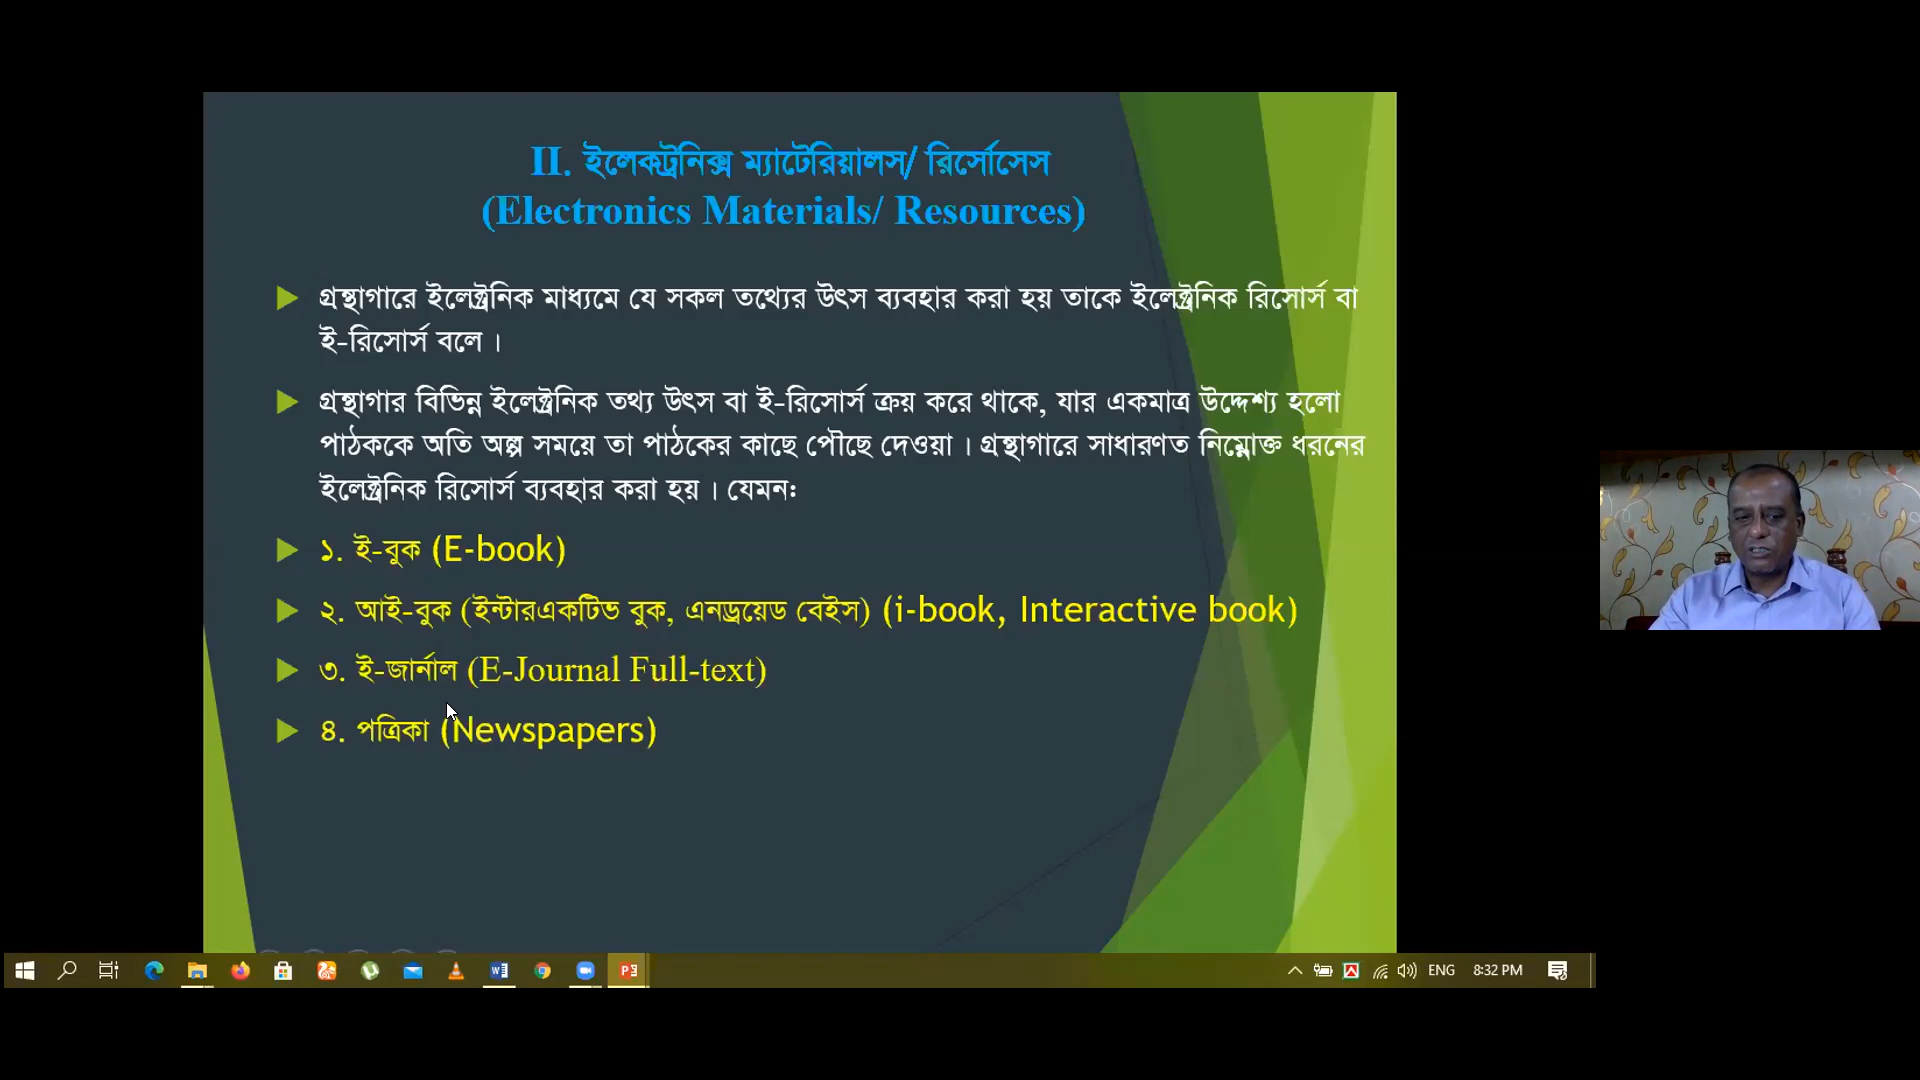 II. ইলেকট্রনিক্স ম্যাটেরিয়ালস/ রির্সোসেস
(Electronics Materials/ Resources)
গ্রন্থাগারে ইলেক্ট্রনিক মাধ্যমে যে সকল তথ্যের উৎস ব্যবহার করা হয় তাকে ইলেক্ট্রনিক রিসোর্স বা
ই-রিসোর্স বলে ।
গ্রন্থাগার বিভিন্ন ইলেক্ট্রনিক তথ্য উৎস বা ই-রিসোর্স ক্রয় করে থাকে, যার একমাত্র উদ্দেশ্য হলো
পাঠককে অতি অল্প সময়ে তা পাঠকের কাছে পৌছে দেওয়া । গ্রন্থাগারে সাধারণত নিম্নোক্ত ধরনের
ইলেক্ট্রনিক রিসোর্স ব্যবহার করা হয় । যেমন:
১. ই-বুক (E-book)
২. আই-বুক (ইন্টারএকটিভ বুক, এনড্রয়েড বেইস) (i-book, Interactive book)
৩. ই-জার্নাল (E-Journal Full-text)
৪. পত্রিকা (Newspapers)
ENG 8:32 PM